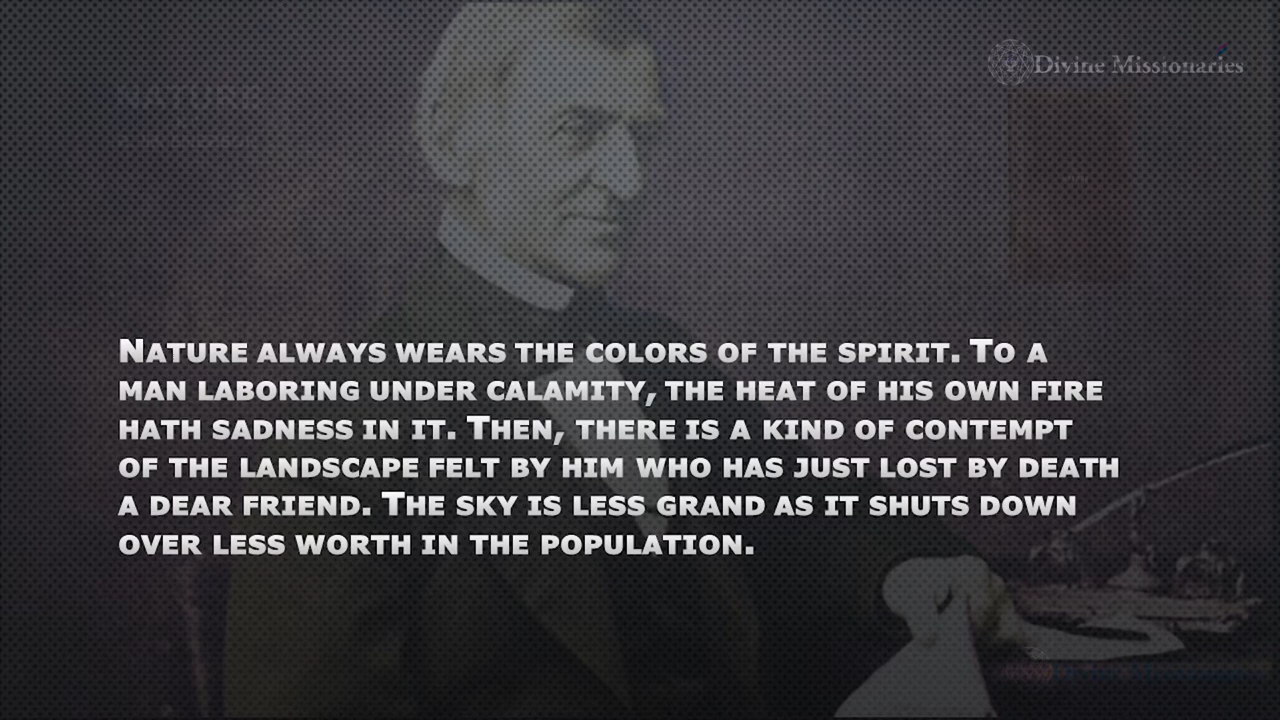 Divine Missionaries
NATURE
Nature always wears the colors of the spirit. To a
man laboring under calamity, the heat of his own fire
hath sadness in it. Then, there is a kind of contempt
of the landscape felt by him who has just lost by death
a dear friend. The sky is less grand as it shuts down
over less worth in the population.